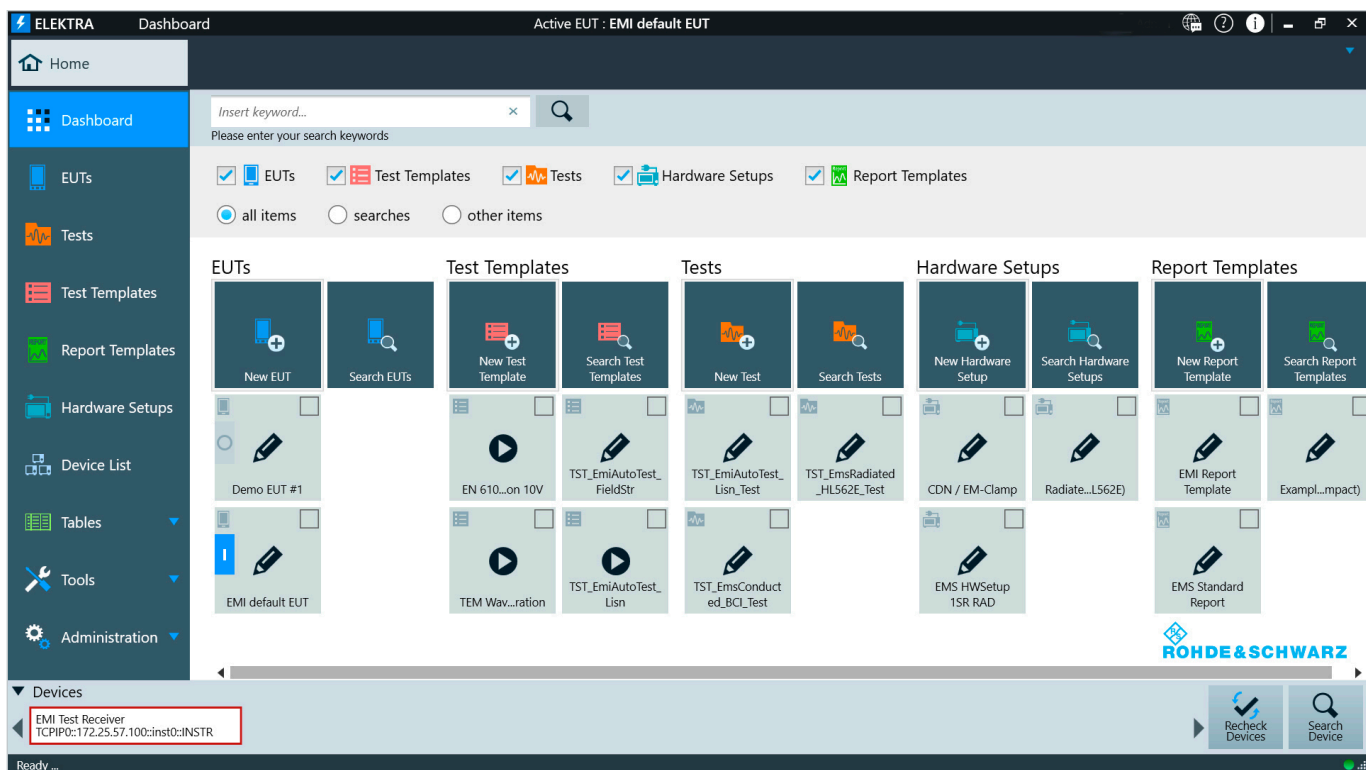 ELEKTRA Dashboard Active EUT : EMI default EUT
Home
Dashboard
EUTs
Tests
Test Templates
Report Templates
Hardware Setups
Device List
Tables
Tools
Administration
Insert keyword...
Please enter your search keywords
EUTs Test Templates Tests Hardware Setups Report Templates
all items searches other items
EUTs Test Templates Tests Hardware Setups Report Templates
New EUT
Search EUTs
New Test
Template
Search Test
Templates
New Test
Search Tests
New Hardware
Setup
Search Hardware
Setups
New Report
Template
Search Report
Templates
Demo EUT #1
EN 610...on 10V
TST_EmiAutoTest_
FieldStr
TST_EmiAutoTest_
Lisn_Test
TST_EmsRadiated
_HL562E_Test
CDN / EM-Clamp
Radiate...L562E)
EMI Report
Template
Exampl...mpact)
EMI default EUT
TEM Wav...ration
TST_EmiAutoTest_
Lisn
TST_EmsConduct
ed_BCI_Test
EMS HWSetup
1SR RAD
EMS Standard
Report
ROHDE&SCHWARZ
Devices
EMI Test Receiver
TCPIP0::172.25.57.100::inst0::INSTR
Recheck
Devices
Search
Device
Ready ...